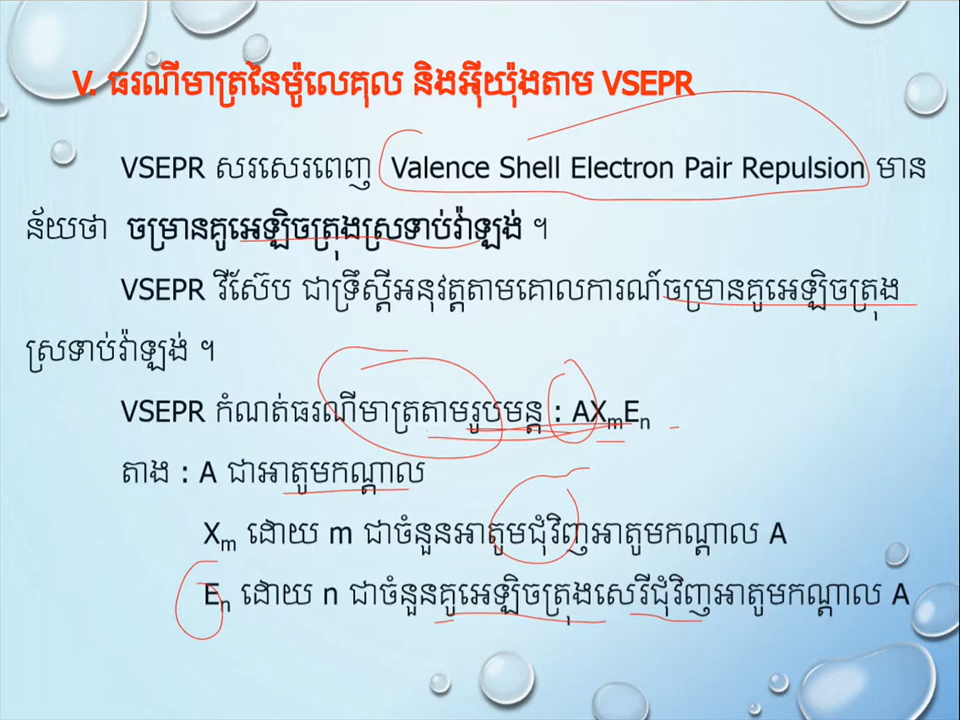 V. ធរណីមាត្រនៃម៉ូលេគុល និងអ៊ីយ៉ុងតាម VSEPR
VSEPR សរសេរពេញ Valence Shell Electron Pair Repulsion មាន
ន័យថា ចម្រានគូអេឡិចត្រុងស្រទាប់វ៉ាឡង់ ។
VSEPR វីស៊ែប ជាទ្រឹស្តីអនុវត្តតាមគោលការណ៍ចម្រានគូអេឡិចត្រុង
ស្រទាប់វ៉ាឡង់ ។
VSEPR កំណត់ធរណីមាត្រតាមរូបមន្ត : AXmEn
តាង : A ជាអាតូមកណ្តាល
Xm ដោយ m ជាចំនួនអាតូមជុំវិញអាតូមកណ្តាល A
En ដោយ n ជាចំនួនគូអេឡិចត្រុងសេរីជុំវិញអាតូមកណ្តាល A